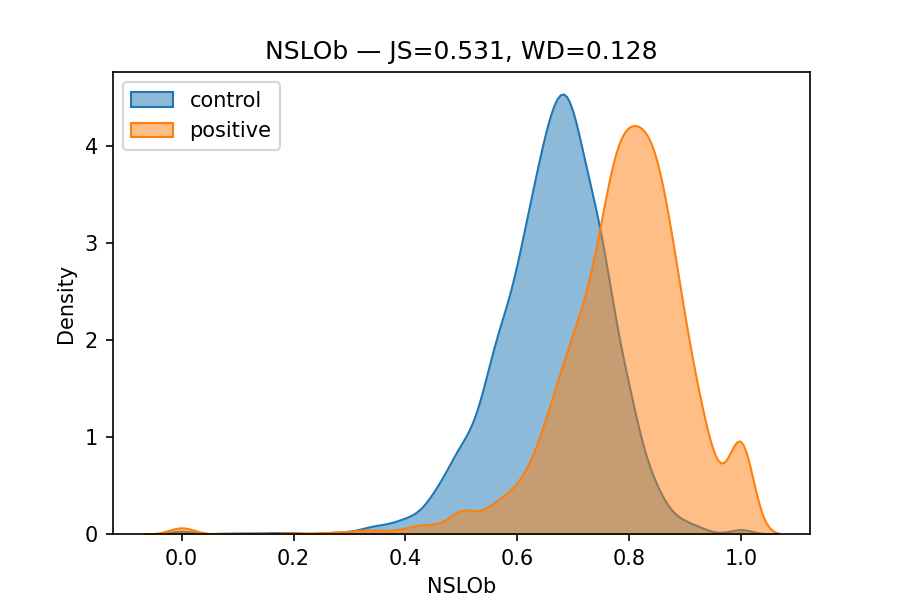 NSLOb — JS=0.531, WD=0.128
control
positive
Density
4
3
2
1
0
0.0 0.2 0.4 0.6 0.8 1.0
NSLOb